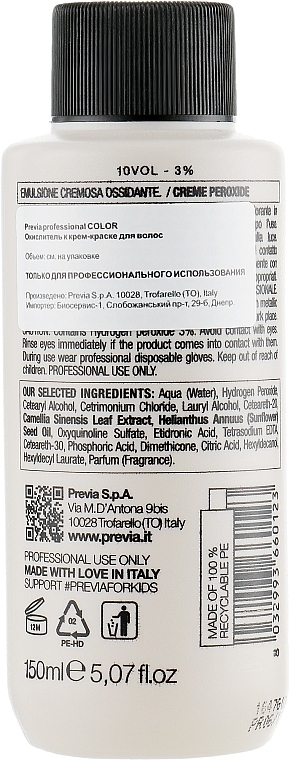 10VOL - 3%
EMULSIONE CREMOSA OSSIDANTE. / CREME PEROXIDE
Previa professional COLOR
Окислитель к крем-краске для волос
Объем: см. на упаковке
ТОЛЬКО ДЛЯ ПРОФЕССИОНАЛЬНОГО ИСПОЛЬЗОВАНИЯ
Произведено: Previa S.p.A. 10028, Trofarello (TO), Italy
Импортер: Биосервис-1, Слобожанський пр-т, 29-б, Днепр.
CAUTION: contains Hydrogen peroxide 3%. Avoid contact with eyes.
Rinse eyes immediately if the product comes into contact with them.
During use wear professional disposable gloves. Keep out of reach of
children. PROFESSIONAL USE ONLY.
OUR SELECTED INGREDIENTS: Aqua (Water), Hydrogen Peroxide,
Cetearyl Alcohol, Cetrimonium Chloride, Lauryl Alcohol, Ceteareth-20,
Camellia Sinensis Leaf Extract, Helianthus Annuus (Sunflower)
Seed Oil, Oxyquinoline Sulfate, Etidronic Acid, Tetrasodium EDTA,
Ceteareth-30, Phosphoric Acid, Dimethicone, Citric Acid, Hexyldecanol,
Hexyldecyl Laurate, Parfum (Fragrance).
Previa S.p.A.
Via M.D'Antona 9bis
10028 Trofarello(TO) Italy
www.previa.it
PROFESSIONAL USE ONLY
MADE WITH LOVE IN ITALY
SUPPORT #PREVIAFORKIDS
12M
02
PE-HD
150ml e 5,07fl.oz
MADE OF 100 %
RECYCLABLE PE
8 032993 660123